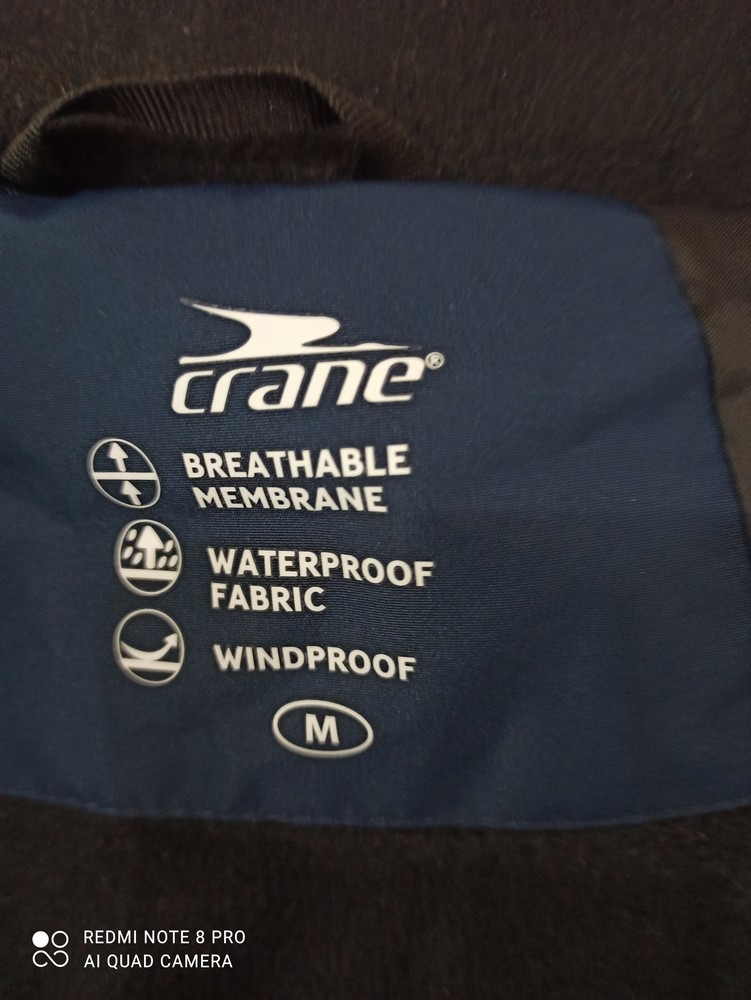 crane®
BREATHABLE
MEMBRANE
WATERPROOF
FABRIC
WINDPROOF
M
REDMI NOTE 8 PRO
AI QUAD CAMERA